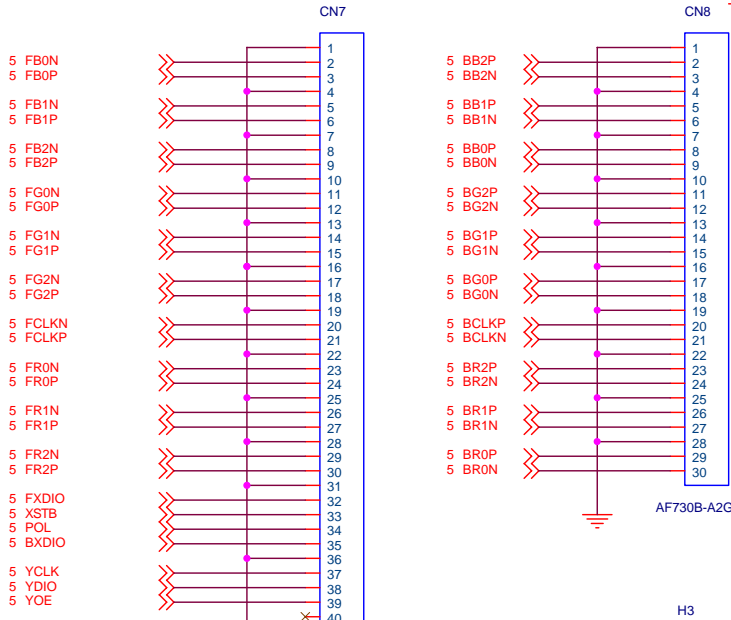 CN7
1
5 FB0N 2
5 FB0P 3
4
5 FB1N 5
5 FB1P 6
7
5 FB2N 8
5 FB2P 9
10
5 FG0N 11
5 FG0P 12
13
5 FG1N 14
5 FG1P 15
16
5 FG2N 17
5 FG2P 18
19
5 FCLKN 20
5 FCLKP 21
22
5 FR0N 23
5 FR0P 24
25
5 FR1N 26
5 FR1P 27
28
5 FR2N 29
5 FR2P 30
31
5 FXDIO 32
5 XSTB 33
5 POL 34
5 BXDIO 35
36
5 YCLK 37
5 YDIO 38
5 YOE 39
40
CN8
1
5 BB2P 2
5 BB2N 3
4
5 BB1P 5
5 BB1N 6
7
5 BB0P 8
5 BB0N 9
10
5 BG2P 11
5 BG2N 12
13
5 BG1P 14
5 BG1N 15
16
5 BG0P 17
5 BG0N 18
19
5 BCLKP 20
5 BCLKN 21
22
5 BR2P 23
5 BR2N 24
25
5 BR1P 26
5 BR1N 27
28
5 BR0P 29
5 BR0N 30
AF730B-A2G
H3